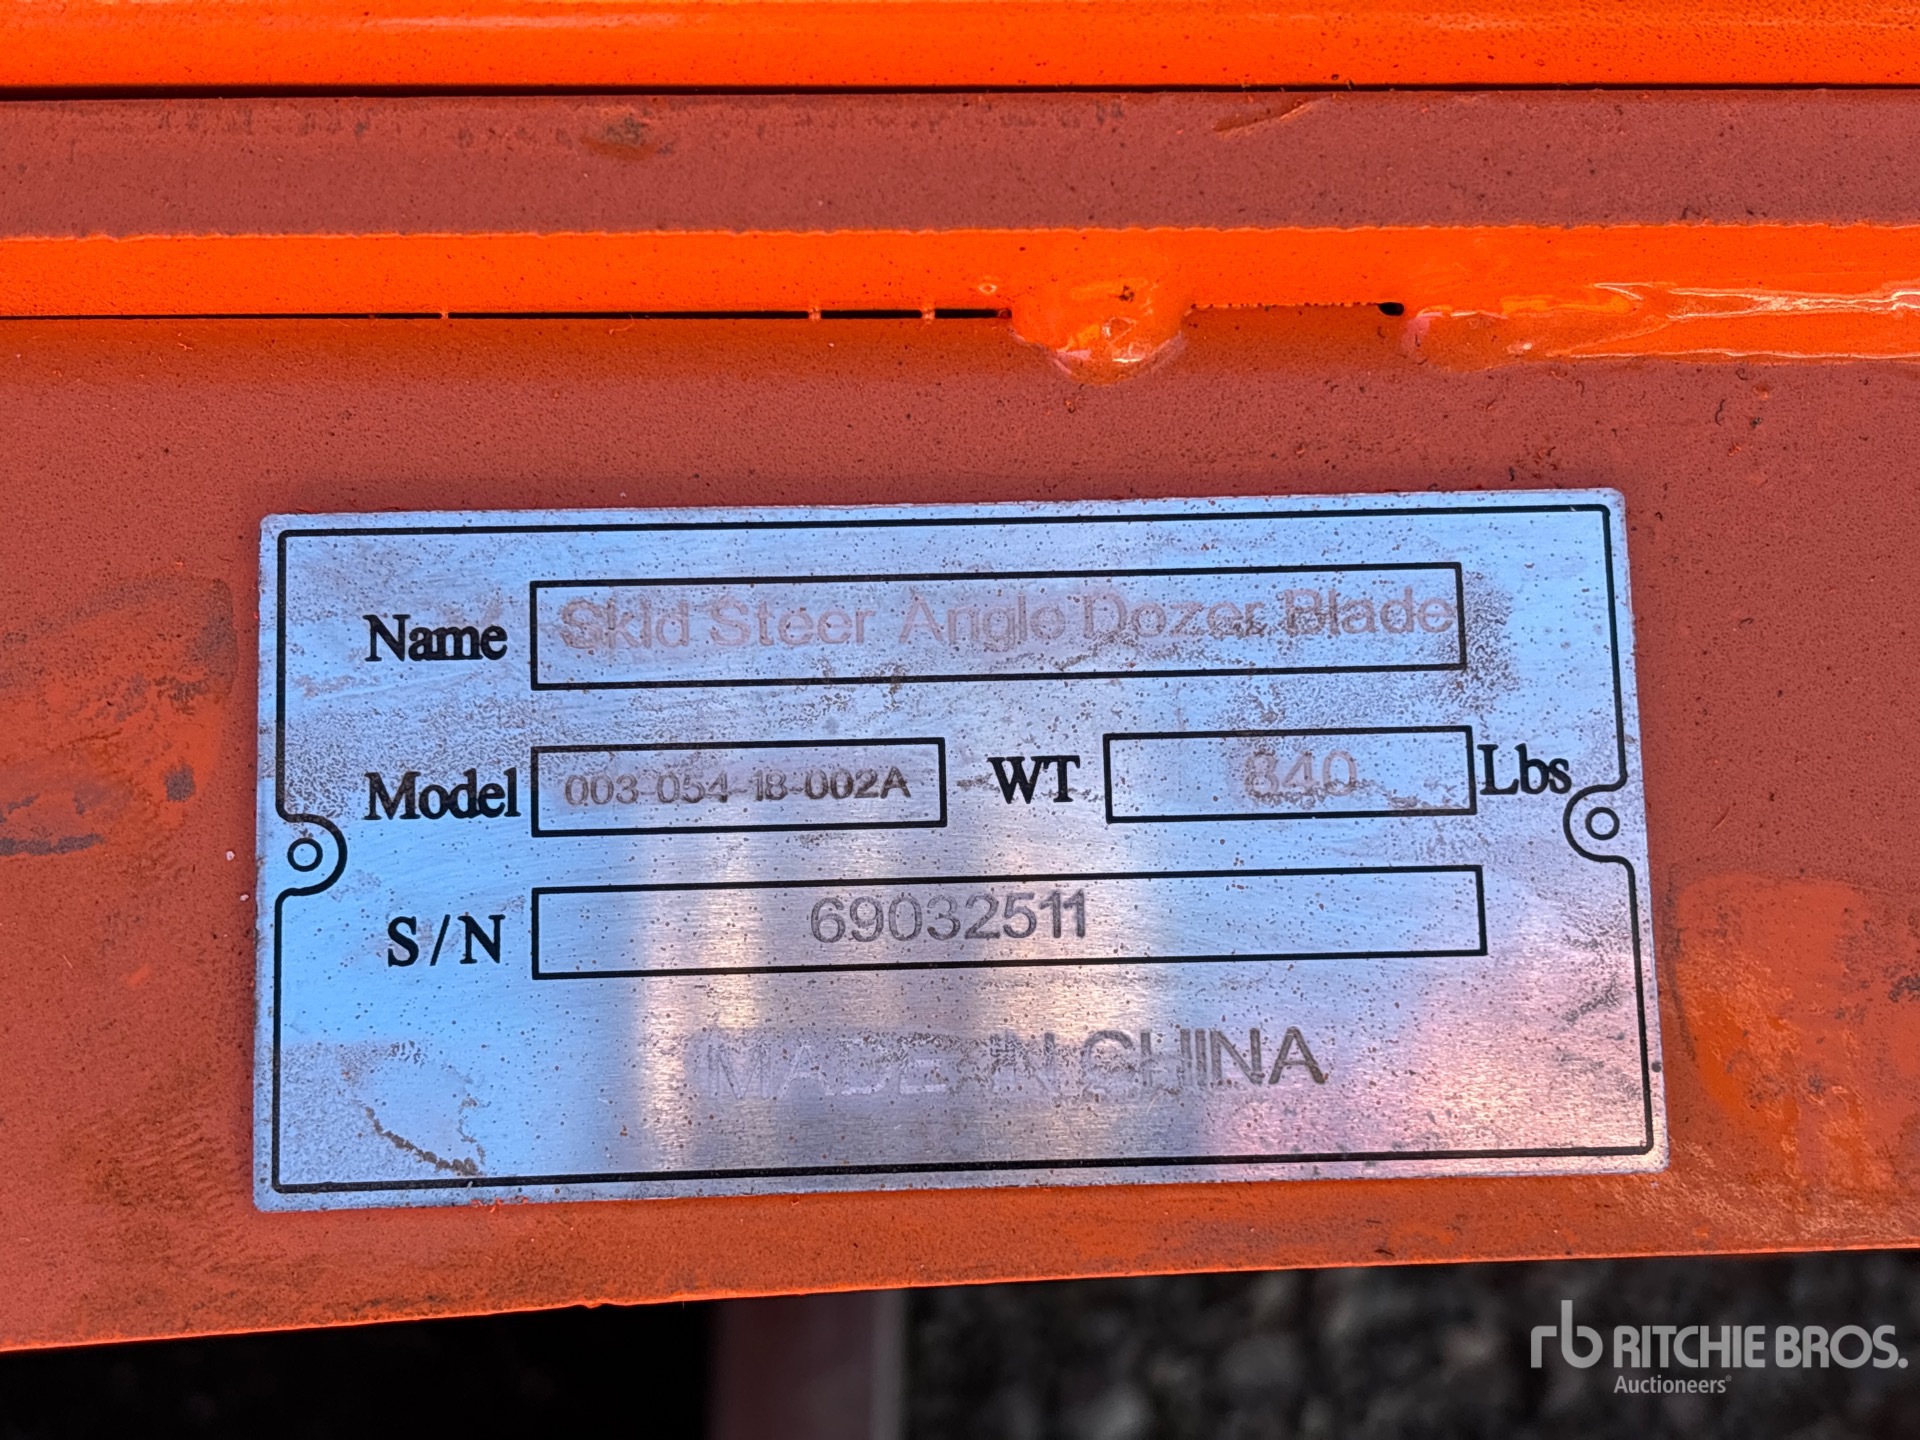 Name Skid Steer Angle Dozer Blade
Model 003-054-18-002A WT 840 Lbs
S/N 69032511
MADE IN CHINA
rb RITCHIE BROS.
Auctioneers®